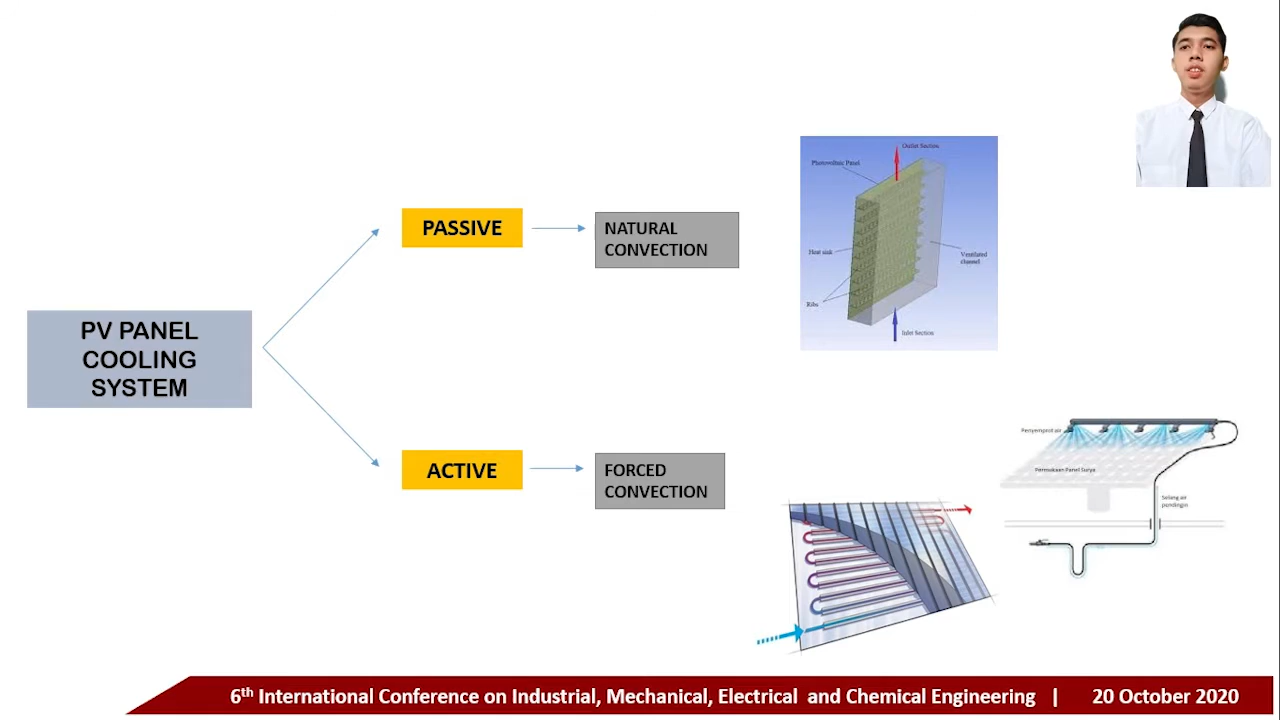 PV PANEL
COOLING
SYSTEM
PASSIVE
NATURAL
CONVECTION
ACTIVE
FORCED
CONVECTION
Outlet Section
Photovoltaic Panel
Heat sink
Ventilated
channel
Ribs
Inlet Section
Penyemprot air
Permukaan Panel Surya
Selang air
pendingin
6th International Conference on Industrial, Mechanical, Electrical and Chemical Engineering | 20 October 2020